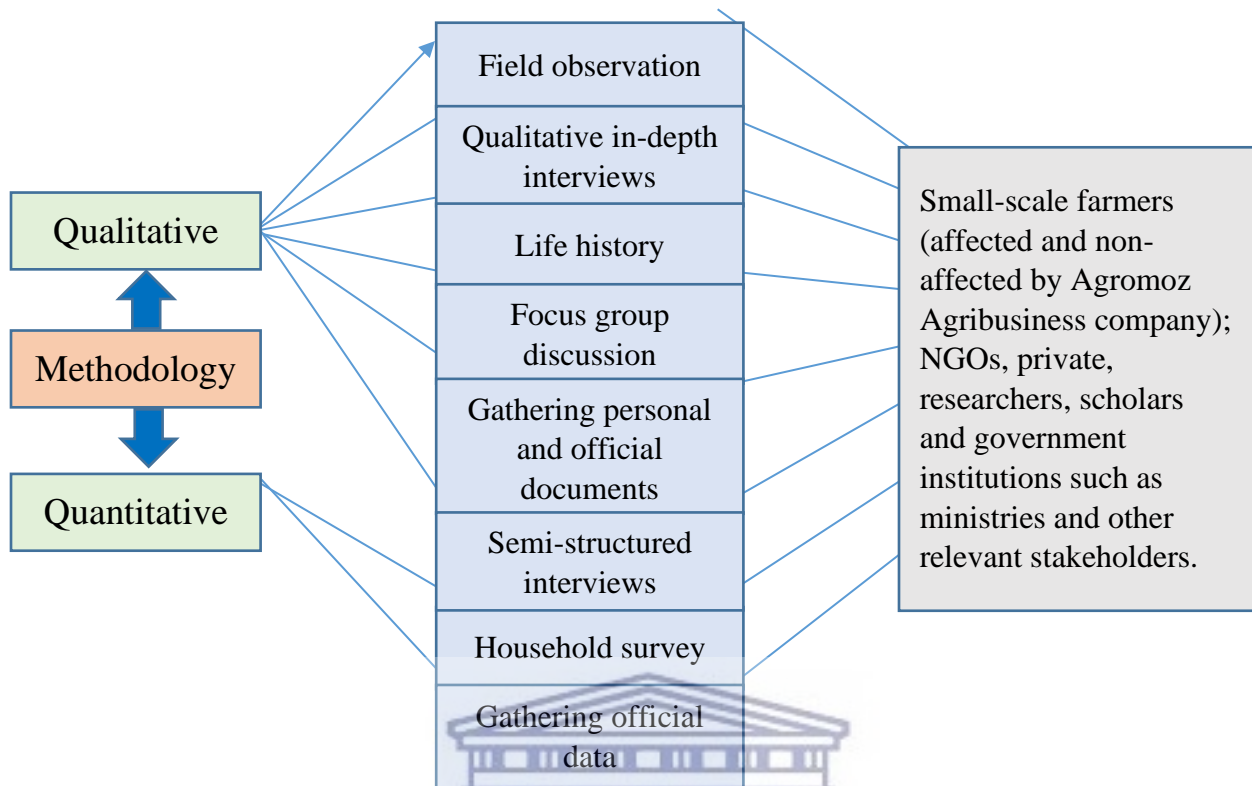 Qualitative
Methodology
Quantitative
Field observation
Qualitative in-depth
interviews
Life history
Focus group
discussion
Gathering personal
and official
documents
Semi-structured
interviews
Household survey
Gathering official
data
Small-scale farmers
(affected and non-
affected by Agromoz
Agribusiness company);
NGOs, private,
researchers, scholars
and government
institutions such as
ministries and other
relevant stakeholders.